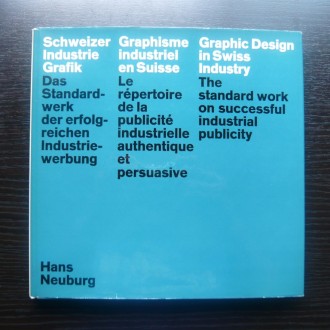 Schweizer
Industrie
Grafik
Das
Standard-
werk
der erfolg-
reichen
Industrie-
werbung
Graphisme
Industriel
en Suisse
Le
répertoire
de la
publicité
industrielle
authentique
et
persuasive
Graphic Design
in Swiss
Industry
The
standard work
on successful
industrial
publicity
Hans
Neuburg